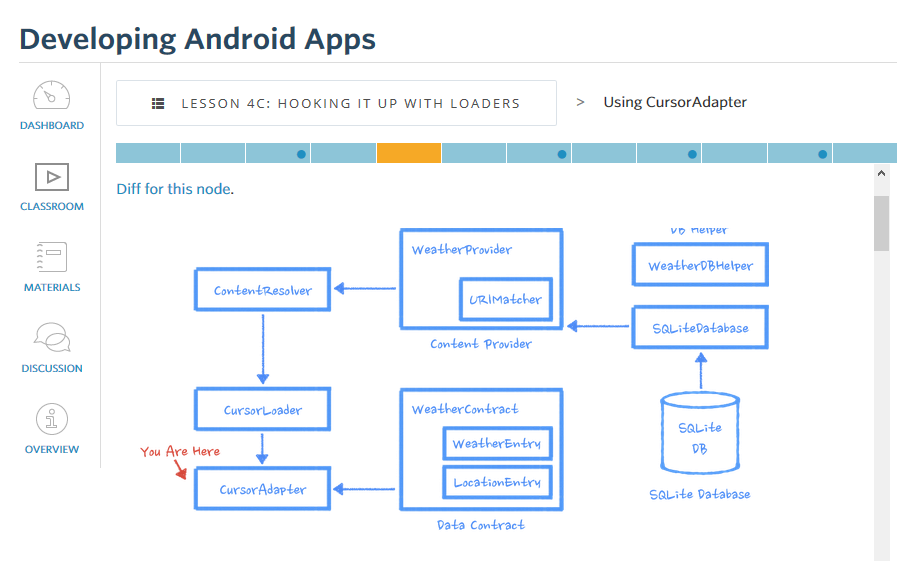 Developing Android Apps
DASHBOARD
CLASSROOM
MATERIALS
DISCUSSION
OVERVIEW
LESSON 4C: HOOKING IT UP WITH LOADERS > Using CursorAdapter
Diff for this node.
DB Helper
WeatherProvider
WeatherDBHelper
ContentResolver
URIMatcher
SQLiteDatabase
Content Provider
CursorLoader
WeatherContract
SQLite
DB
WeatherEntry
You Are Here
LocationEntry
CursorAdapter
SQLite Database
Data Contract